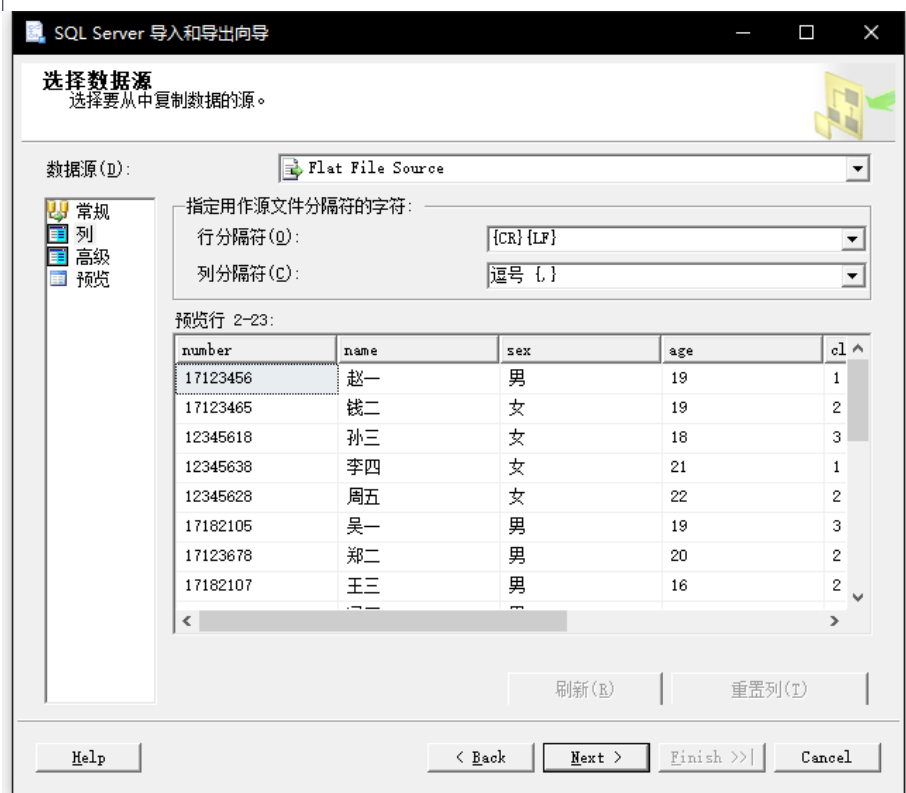 SQL Server 导入和导出向导
选择数据源
选择要从中复制数据的源。
数据源(D): Flat File Source
常规
列
高级
预览
指定用作源文件分隔符的字符:
行分隔符(O): {CR}{LF}
列分隔符(C): 逗号 {,}
预览行 2-23:
number name sex age cl
17123456 赵一 男 19 1
17123465 钱二 女 19 2
12345618 孙三 女 18 3
12345638 李四 女 21 1
12345628 周五 女 22 2
17182105 吴一 男 19 3
17123678 郑二 男 20 2
17182107 王三 男 16 2
刷新(R) 重置列(T)
Help < Back Next > Finish >>| Cancel